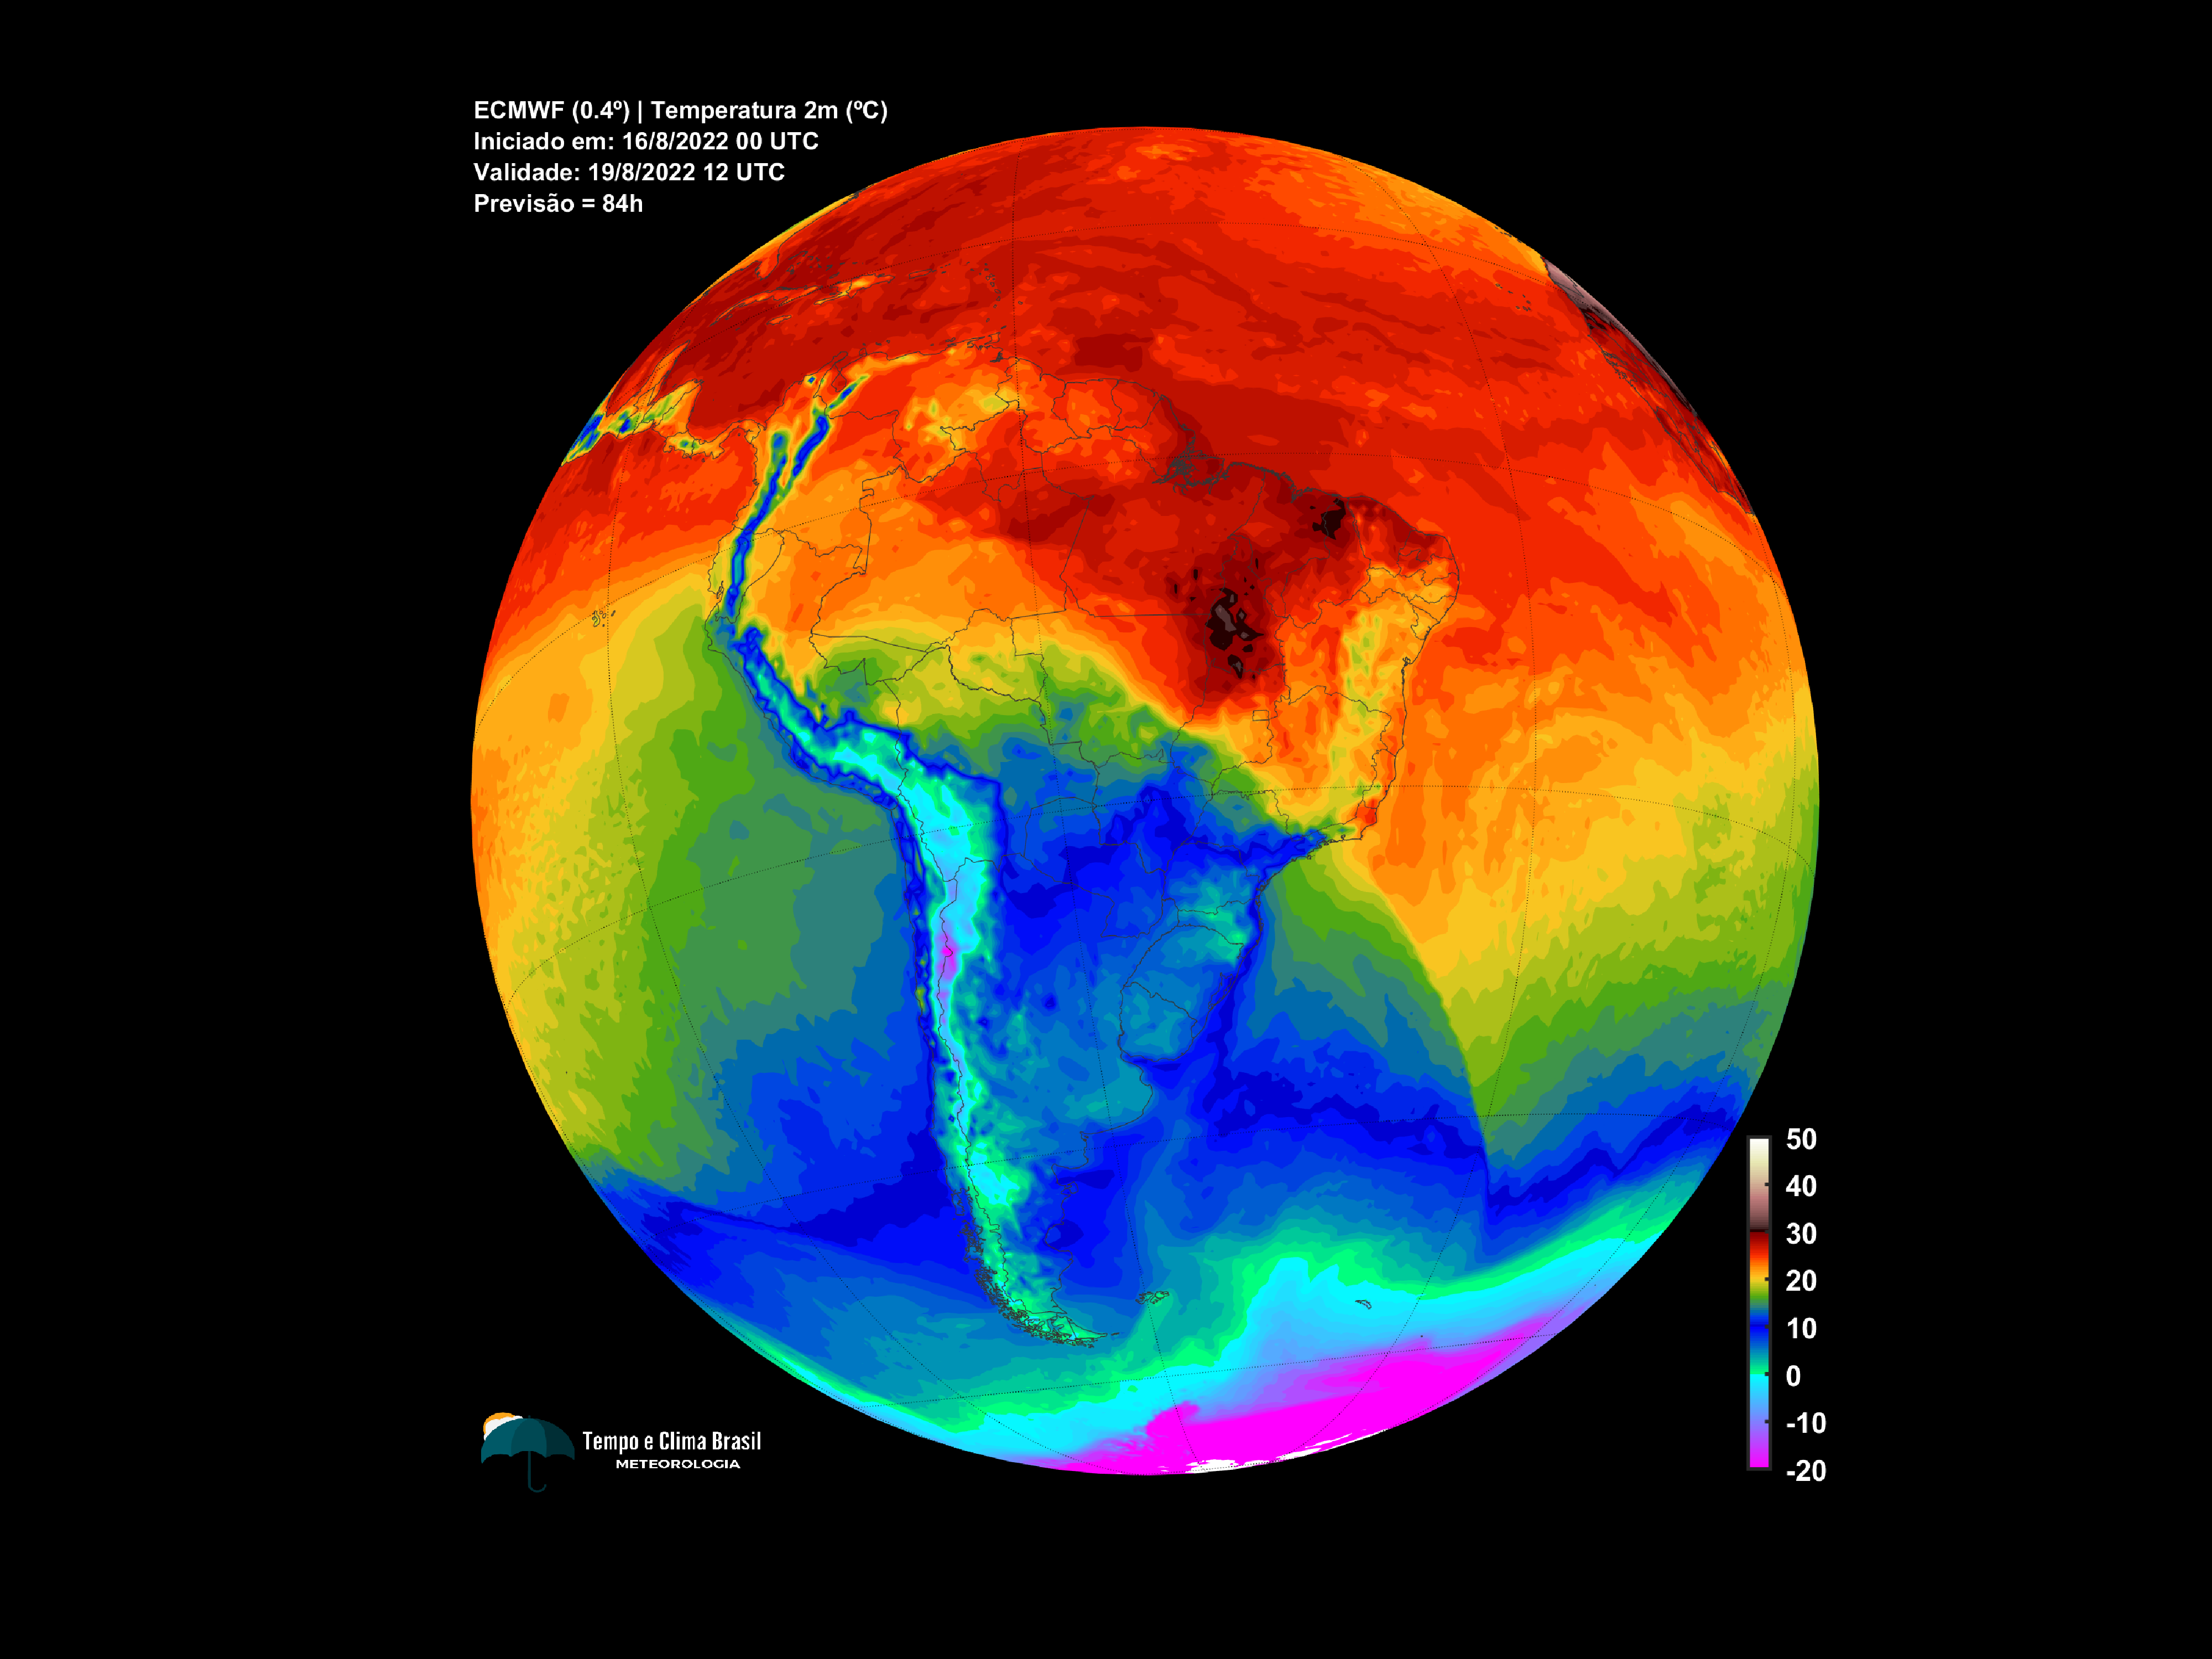 ECMWF (0.4º) | Temperatura 2m (ºC)
Iniciado em: 16/8/2022 00 UTC
Validade: 19/8/2022 12 UTC
Previsão = 84h
50
40
30
20
10
0
-10
-20
Tempo e Clima Brasil
METEOROLOGIA